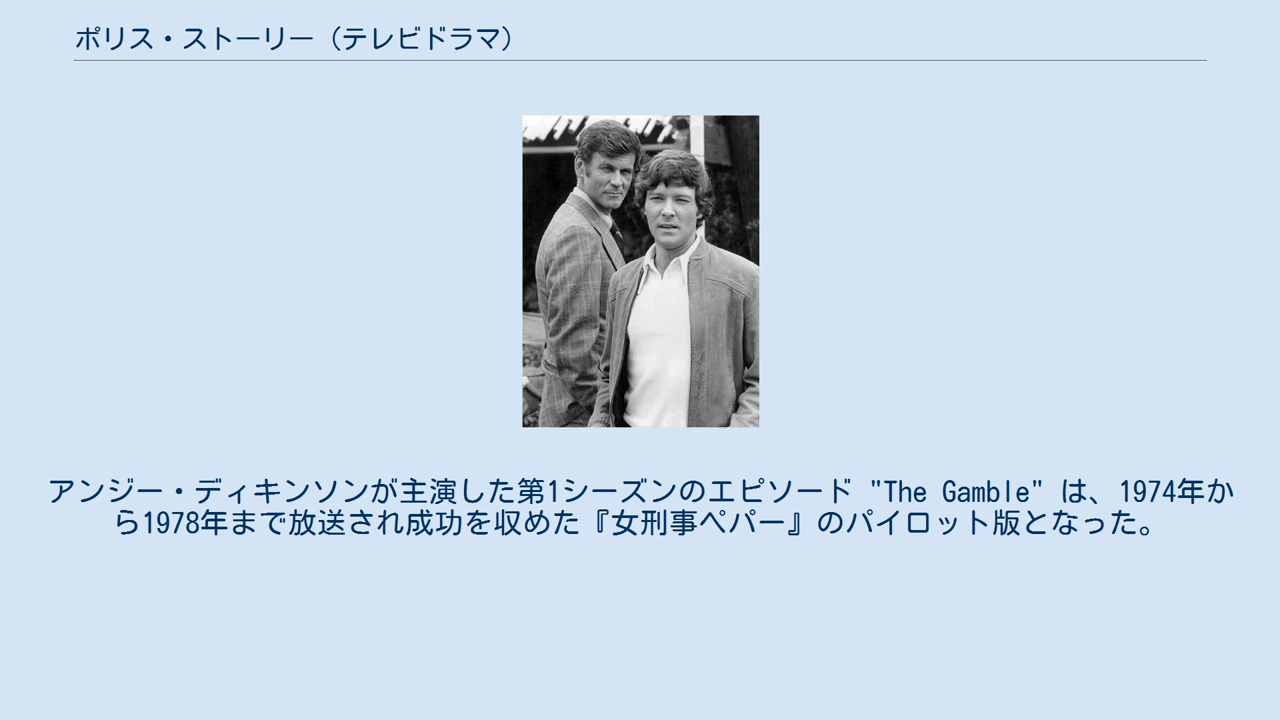 ポリス・ストーリー（テレビドラマ）
アンジー・ディキンソンが主演した第1シーズンのエピソード "The Gamble" は、1974年か
ら1978年まで放送され成功を収めた『女刑事ペパー』のパイロット版となった。